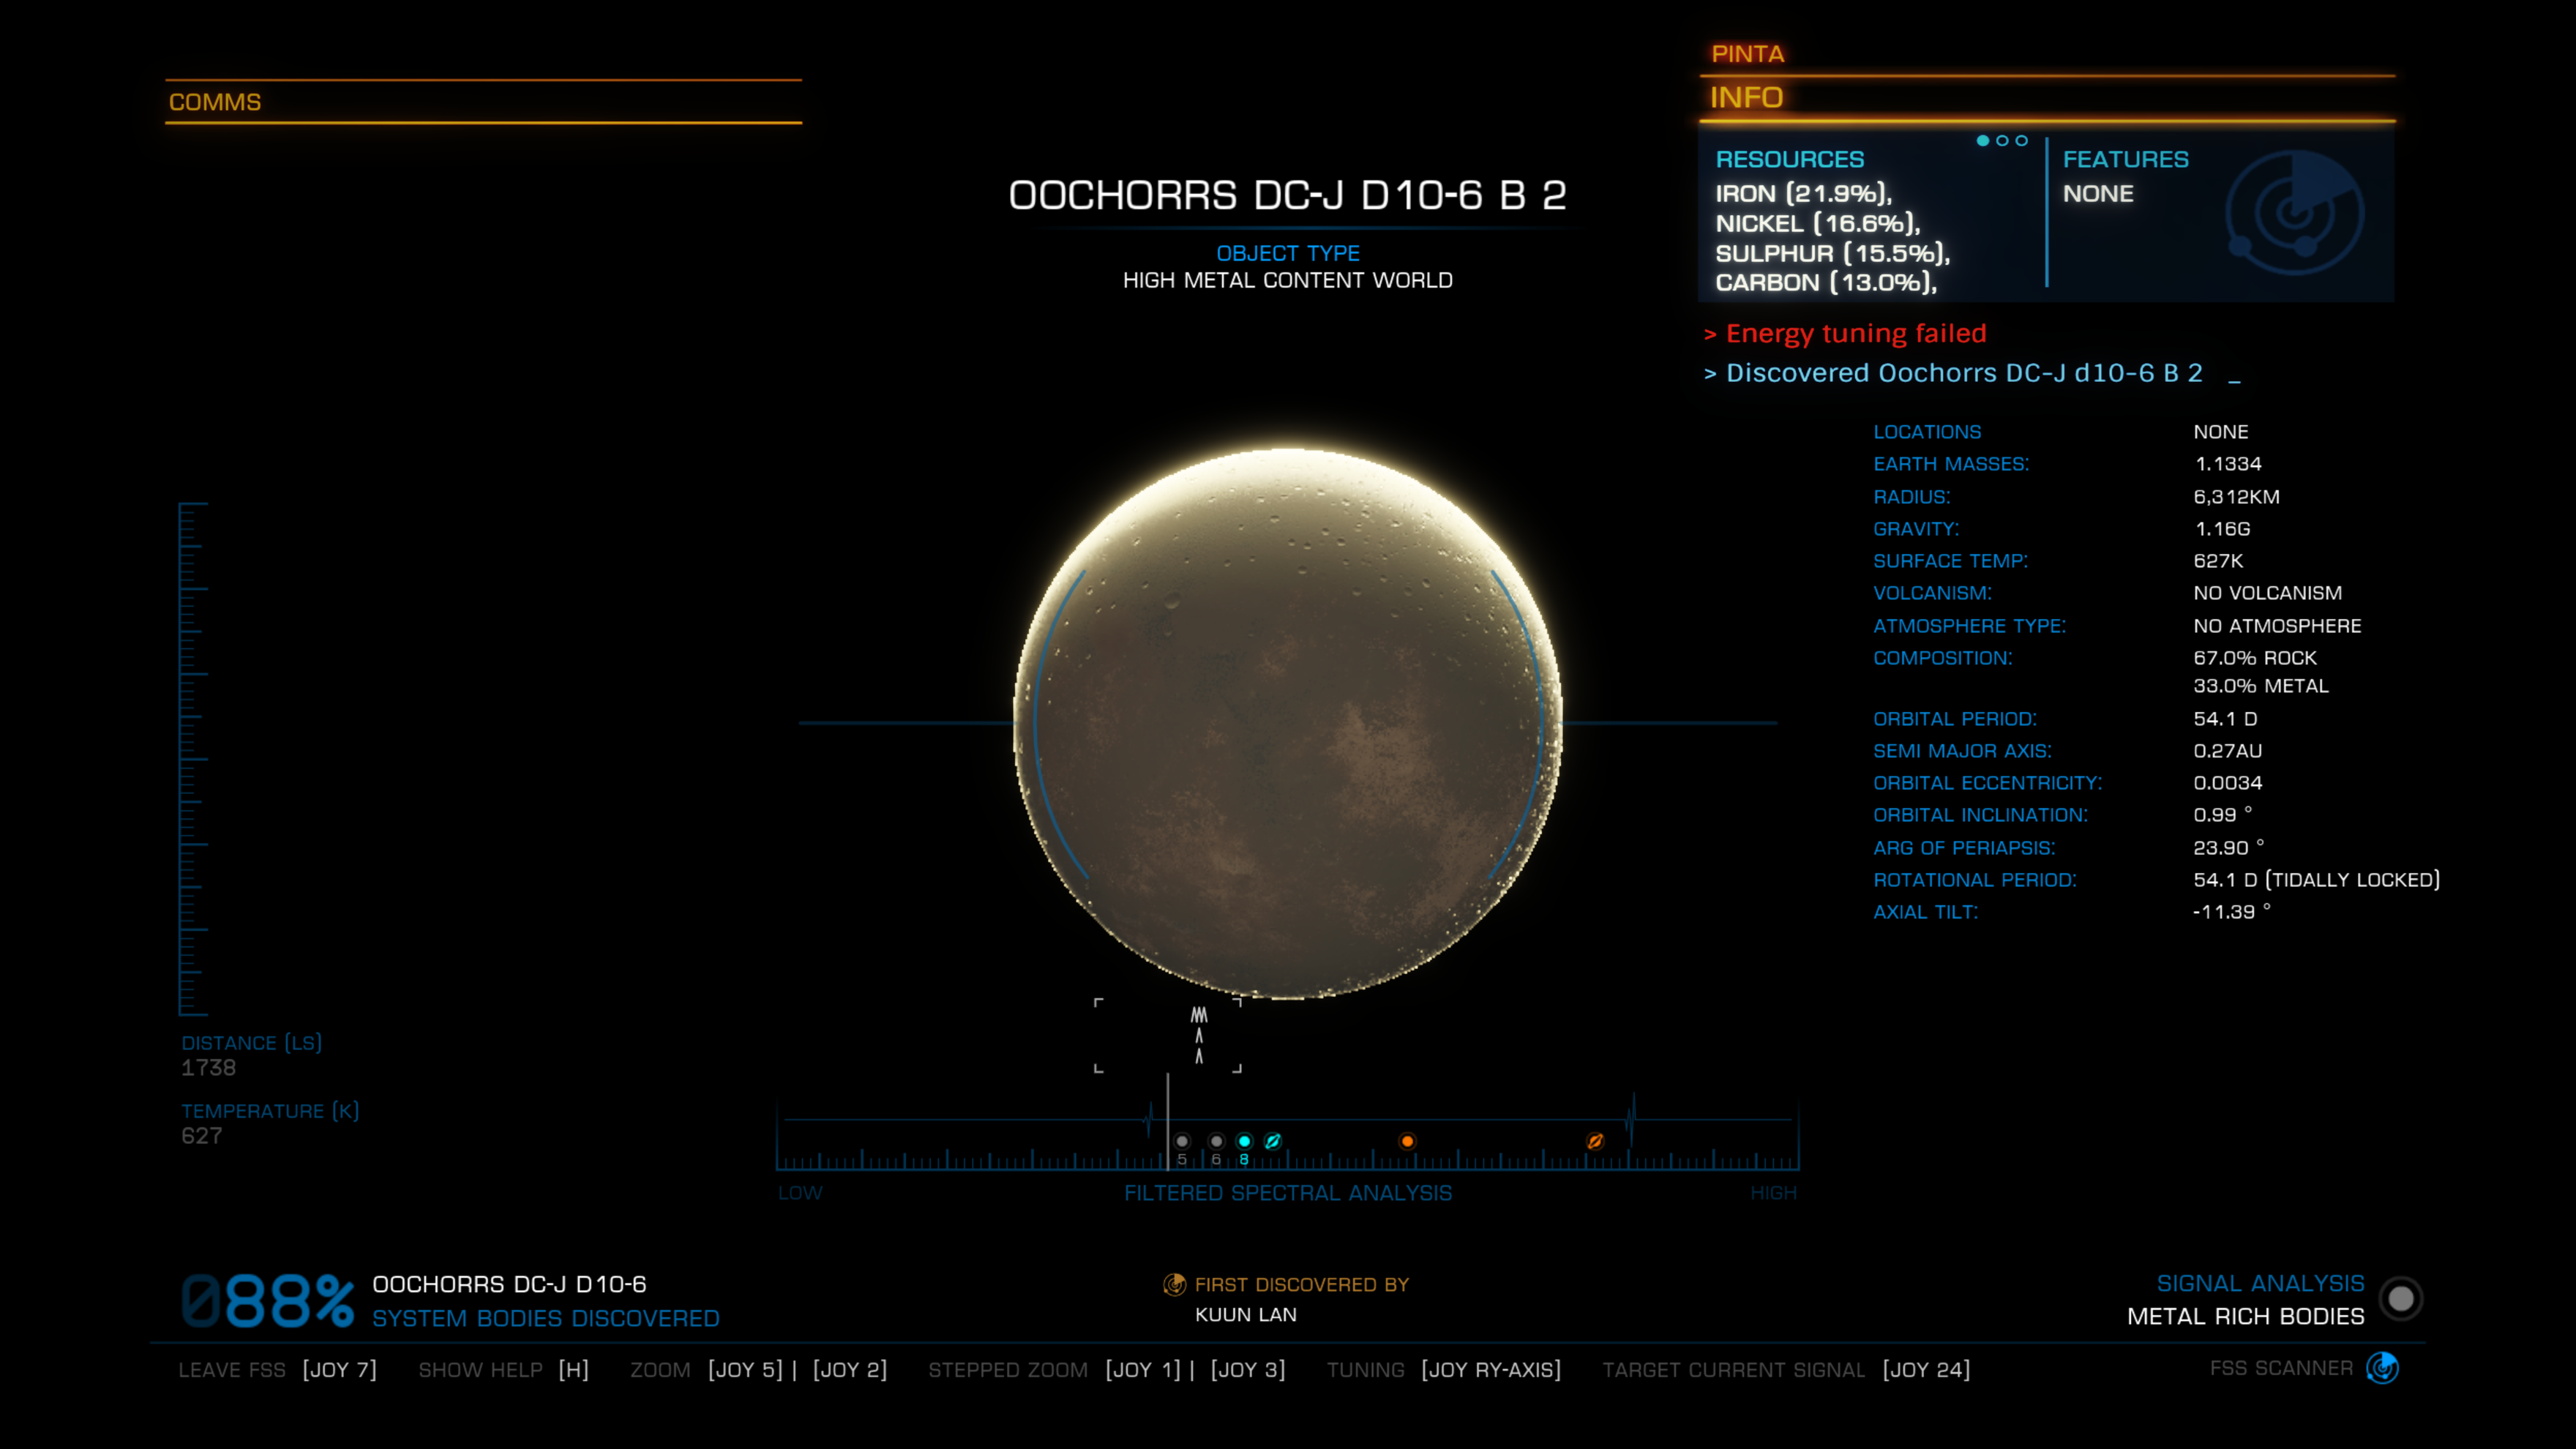 COMMS
PINTA
INFO
RESOURCES
IRON (21.9%),
NICKEL (16.6%),
SULPHUR (15.5%),
CARBON (13.0%),
FEATURES
NONE
> Energy tuning failed
> Discovered Oochorrs DC-J d10-6 B 2 _
OOCHORRS DC-J D10-6 B 2
OBJECT TYPE
HIGH METAL CONTENT WORLD
LOCATIONS NONE
EARTH MASSES: 1.1334
RADIUS: 6,312KM
GRAVITY: 1.16G
SURFACE TEMP: 627K
VOLCANISM: NO VOLCANISM
ATMOSPHERE TYPE: NO ATMOSPHERE
COMPOSITION: 67.0% ROCK
33.0% METAL
ORBITAL PERIOD: 54.1 D
SEMI MAJOR AXIS: 0.27AU
ORBITAL ECCENTRICITY: 0.0034
ORBITAL INCLINATION: 0.99 °
ARG OF PERIAPSIS: 23.90 °
ROTATIONAL PERIOD: 54.1 D (TIDALLY LOCKED)
AXIAL TILT: -11.39 °
DISTANCE (LS)
1738
TEMPERATURE (K)
627
5 6 8
LOW FILTERED SPECTRAL ANALYSIS HIGH
088% OOCHORRS DC-J D10-6
SYSTEM BODIES DISCOVERED
FIRST DISCOVERED BY
KUUN LAN
SIGNAL ANALYSIS
METAL RICH BODIES
LEAVE FSS [JOY 7] SHOW HELP [H] ZOOM [JOY 5] | [JOY 2] STEPPED ZOOM [JOY 1] | [JOY 3] TUNING [JOY RY-AXIS] TARGET CURRENT SIGNAL [JOY 24] FSS SCANNER